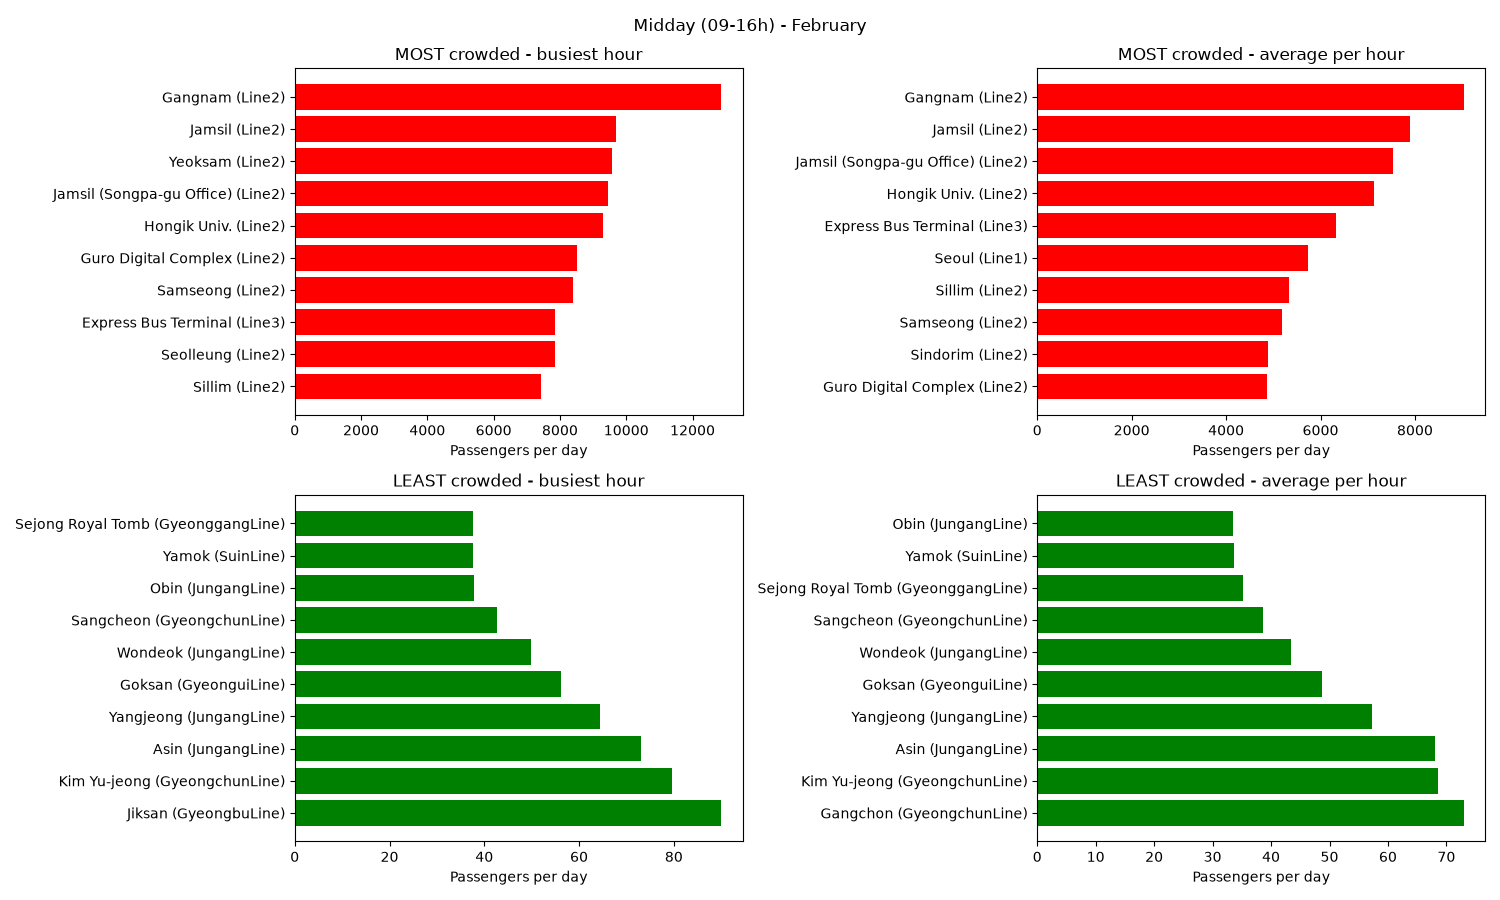 Midday (09-16h) - February
MOST crowded - busiest hour
Gangnam (Line2)
Jamsil (Line2)
Yeoksam (Line2)
Jamsil (Songpa-gu Office) (Line2)
Hongik Univ. (Line2)
Guro Digital Complex (Line2)
Samseong (Line2)
Express Bus Terminal (Line3)
Seolleung (Line2)
Sillim (Line2)
0 2000 4000 6000 8000 10000 12000
Passengers per day
MOST crowded - average per hour
Gangnam (Line2)
Jamsil (Line2)
Jamsil (Songpa-gu Office) (Line2)
Hongik Univ. (Line2)
Express Bus Terminal (Line3)
Seoul (Line1)
Sillim (Line2)
Samseong (Line2)
Sindorim (Line2)
Guro Digital Complex (Line2)
0 2000 4000 6000 8000
Passengers per day
LEAST crowded - busiest hour
Sejong Royal Tomb (GyeonggangLine)
Yamok (SuinLine)
Obin (JungangLine)
Sangcheon (GyeongchunLine)
Wondeok (JungangLine)
Goksan (GyeonguiLine)
Yangjeong (JungangLine)
Asin (JungangLine)
Kim Yu-jeong (GyeongchunLine)
Jiksan (GyeongbuLine)
0 20 40 60 80
Passengers per day
LEAST crowded - average per hour
Obin (JungangLine)
Yamok (SuinLine)
Sejong Royal Tomb (GyeonggangLine)
Sangcheon (GyeongchunLine)
Wondeok (JungangLine)
Goksan (GyeonguiLine)
Yangjeong (JungangLine)
Asin (JungangLine)
Kim Yu-jeong (GyeongchunLine)
Gangchon (GyeongchunLine)
0 10 20 30 40 50 60 70
Passengers per day